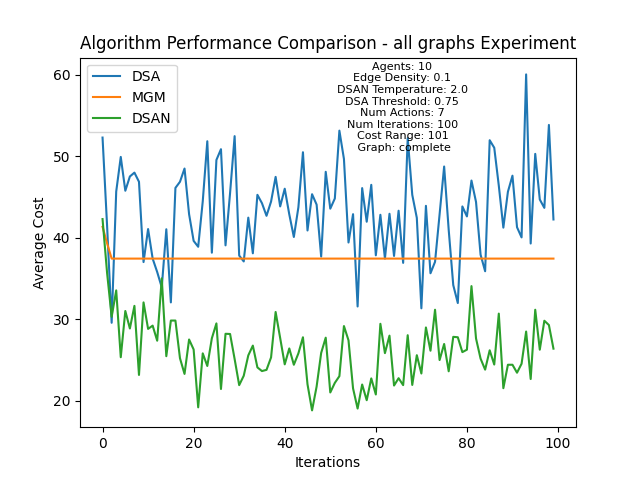 Algorithm Performance Comparison - all graphs Experiment
DSA
MGM
DSAN
Agents: 10
Edge Density: 0.1
DSAN Temperature: 2.0
DSA Threshold: 0.75
Num Actions: 7
Num Iterations: 100
Cost Range: 101
Graph: complete
Average Cost
60
50
40
30
20
0
20
40
60
80
100
Iterations